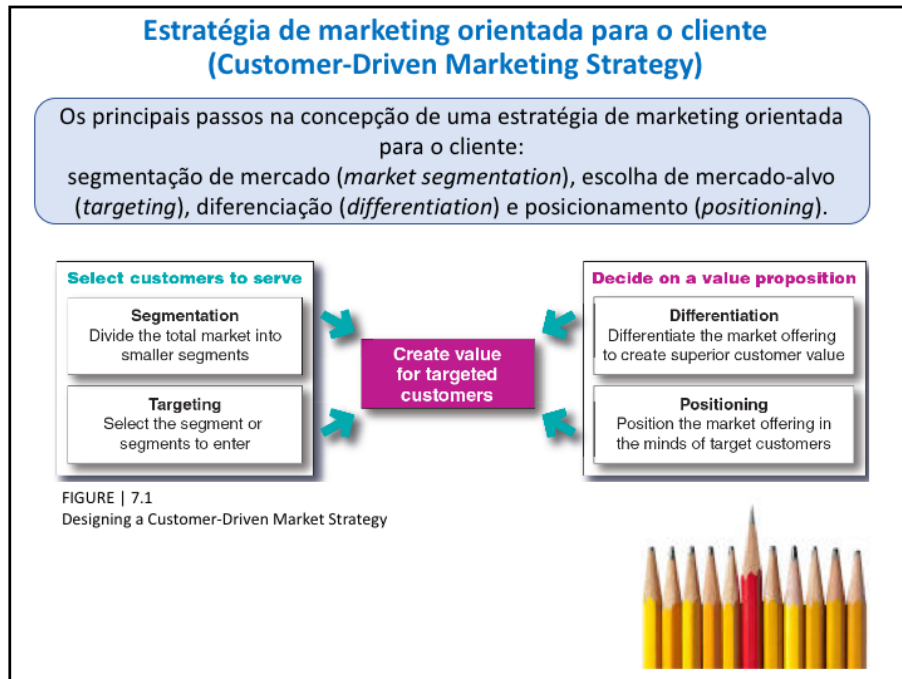 Estratégia de marketing orientada para o cliente
(Customer-Driven Marketing Strategy)
Os principais passos na concepção de uma estratégia de marketing orientada
para o cliente:
segmentação de mercado (market segmentation), escolha de mercado-alvo
(targeting), diferenciação (differentiation) e posicionamento (positioning).
Select customers to serve
Segmentation
Divide the total market into
smaller segments
Targeting
Select the segment or
segments to enter
Create value
for targeted
customers
Decide on a value proposition
Differentiation
Differentiate the market offering
to create superior customer value
Positioning
Position the market offering in
the minds of target customers
FIGURE | 7.1
Designing a Customer-Driven Market Strategy